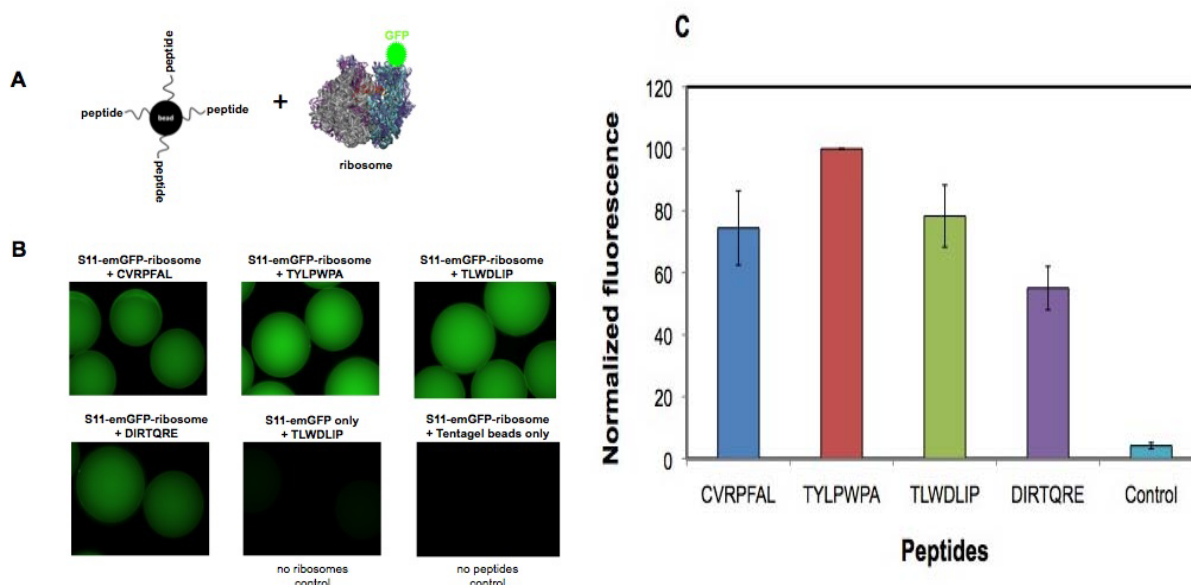 A
peptide
peptide
bead
peptide
peptide
+
GFP
ribosome
B
S11-emGFP-ribosome
+ CVRPFAL
S11-emGFP-ribosome
+ TYLPWPA
S11-emGFP-ribosome
+ TLWDLIP
S11-emGFP-ribosome
+ DIRTQRE
S11-emGFP only
+ TLWDLIP
S11-emGFP-ribosome
+ Tentagel beads only
no ribosomes
control
no peptides
control
C
Normalized fluorescence
120
100
80
60
40
20
0
CVRPFAL
TYLPWPA
TLWDLIP
DIRTQRE
Control
Peptides